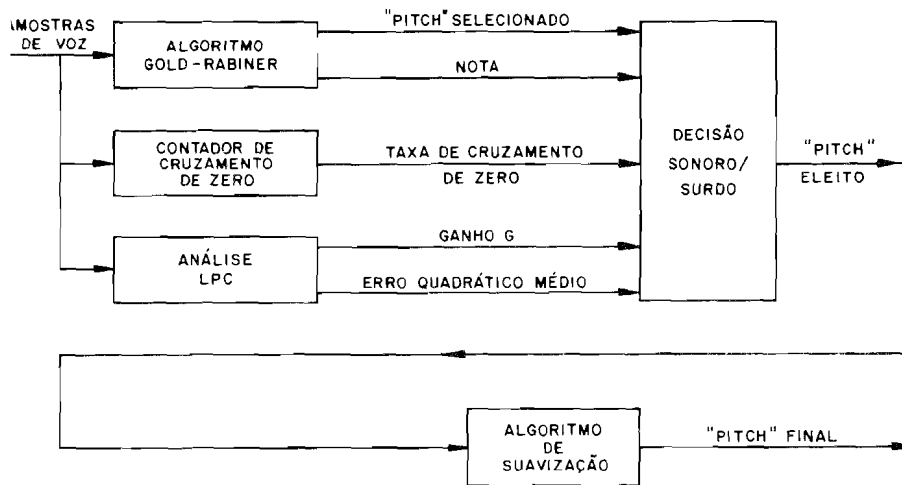 AMOSTRAS
DE VOZ
ALGORITMO
GOLD-RABINER
"PITCH" SELECIONADO
NOTA
CONTADOR DE
CRUZAMENTO
DE ZERO
TAXA DE CRUZAMENTO
DE ZERO
ANÁLISE
LPC
GANHO G
ERRO QUADRÁTICO MÉDIO
DECISÃO
SONORO/
SURDO
"PITCH"
ELEITO
ALGORITMO
DE
SUAVIZAÇÃO
"PITCH" FINAL